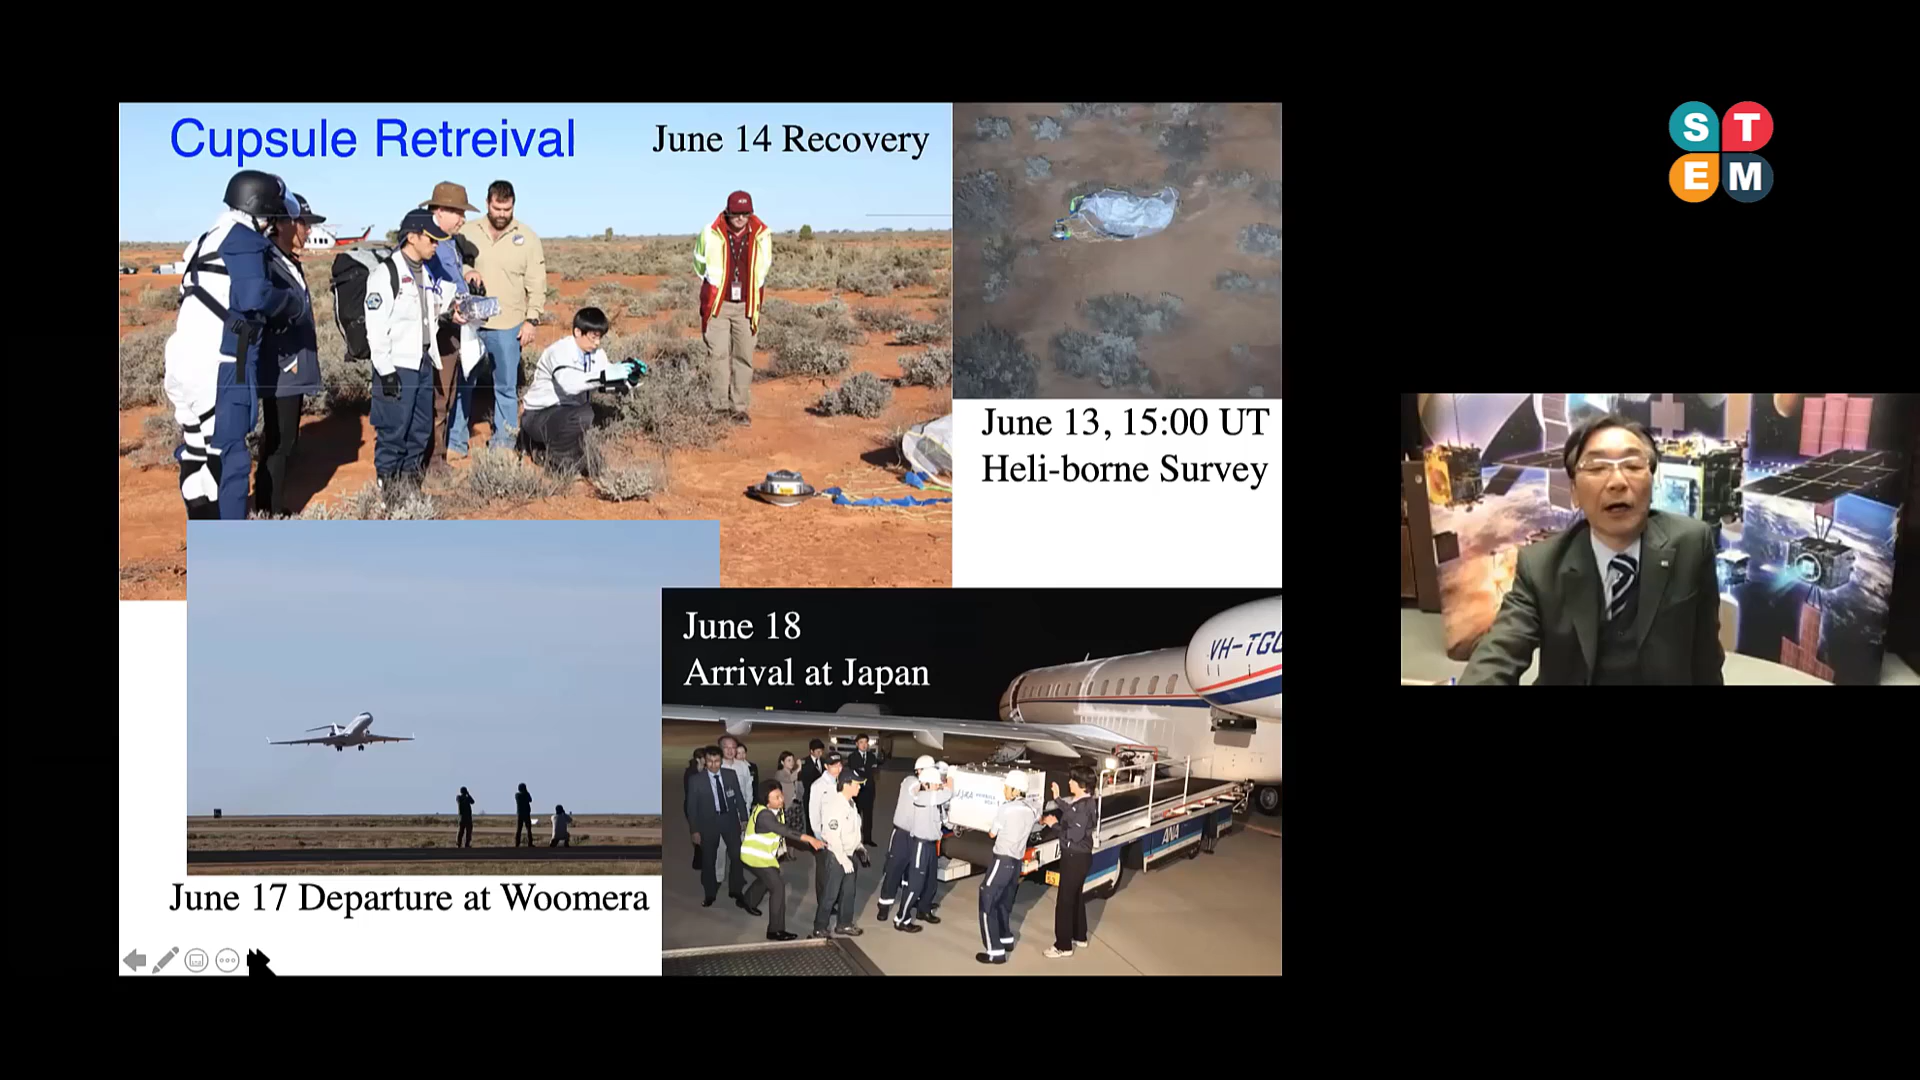 Cupsule Retreival
June 14 Recovery
June 13, 15:00 UT
Heli-borne Survey
June 17 Departure at Woomera
June 18
Arrival at Japan
VH-TG
ANA
S T
E M